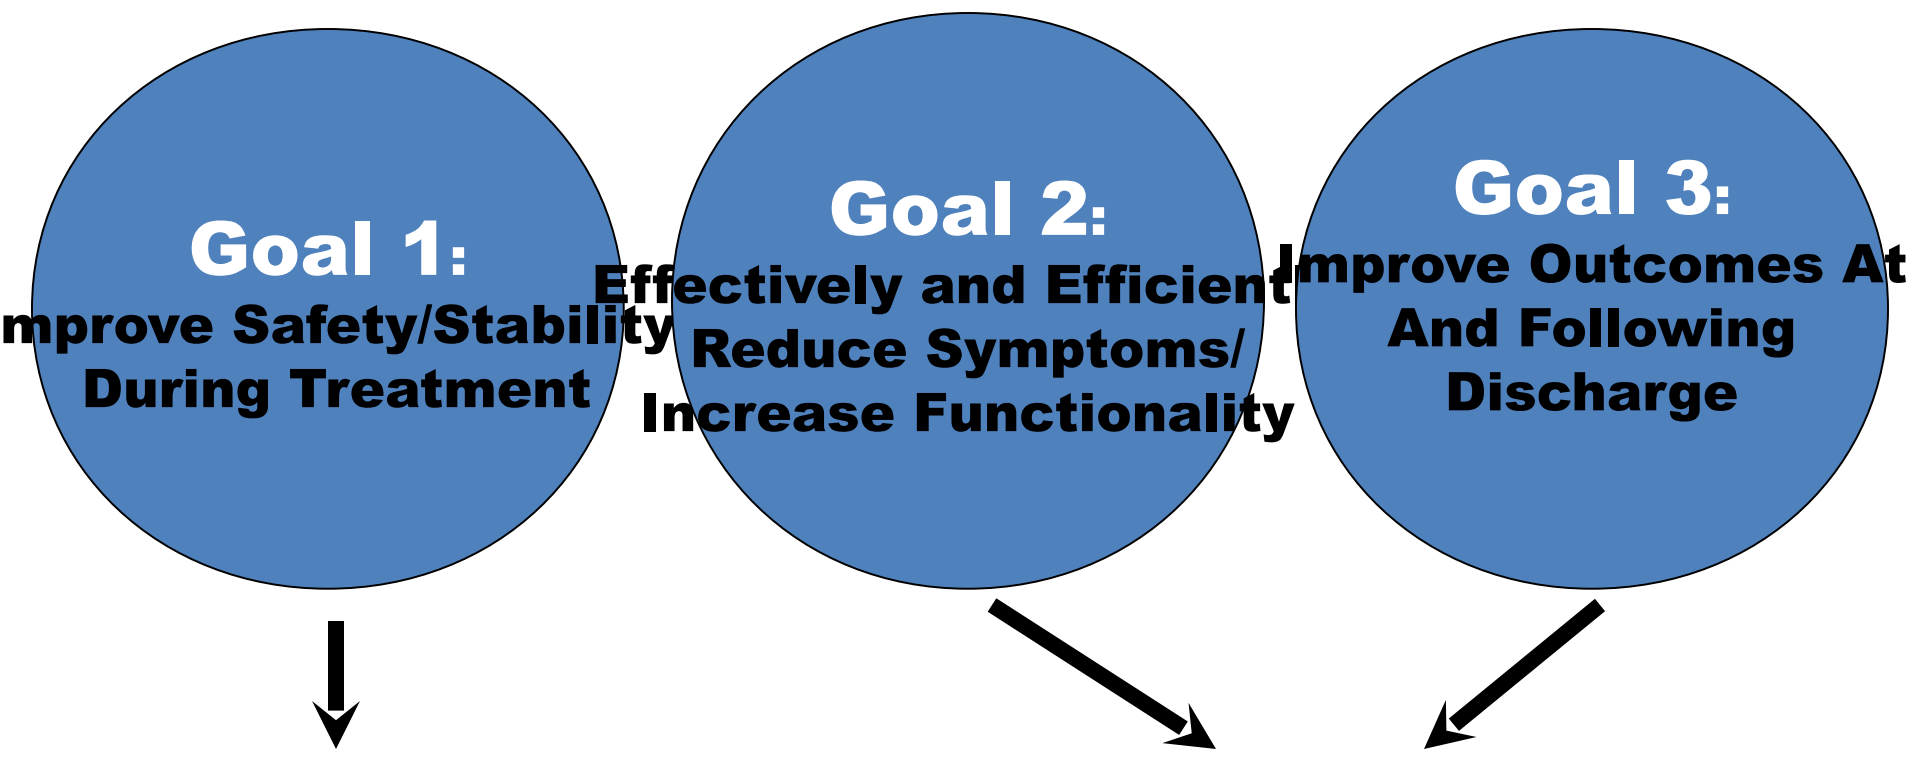 Goal 1:
mprove Safety/Stability
During Treatment
Goal 2:
Effectively and Efficient
Reduce Symptoms/
Increase Functionality
Goal 3:
Improve Outcomes At
And Following
Discharge